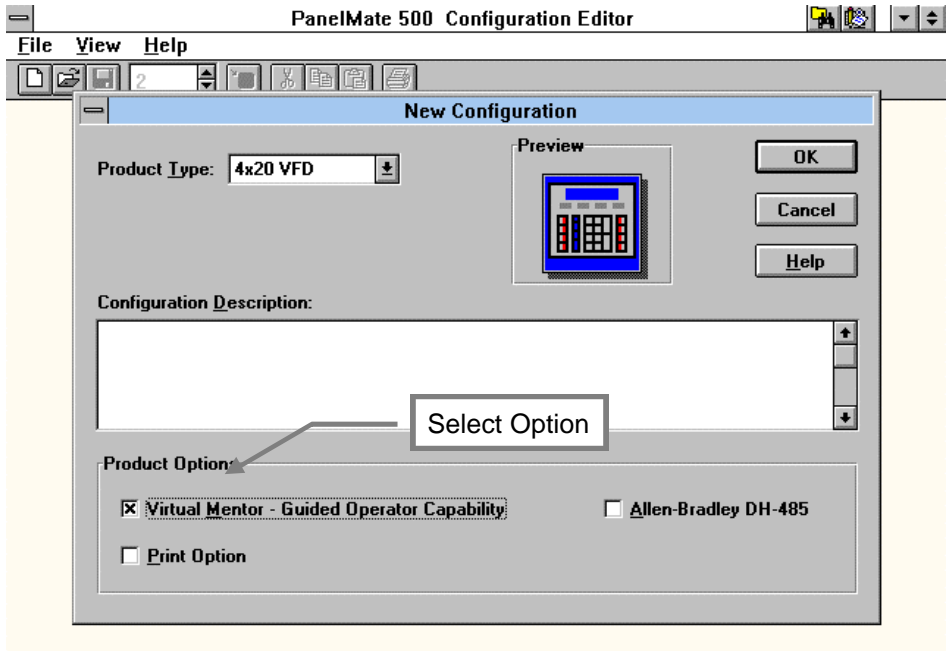 PanelMate 500 Configuration Editor
File View Help
2
New Configuration
Product Type: 4x20 VFD
Preview
OK
Cancel
Help
Configuration Description:
Select Option
Product Option
Virtual Mentor - Guided Operator Capability
Allen-Bradley DH-485
Print Option